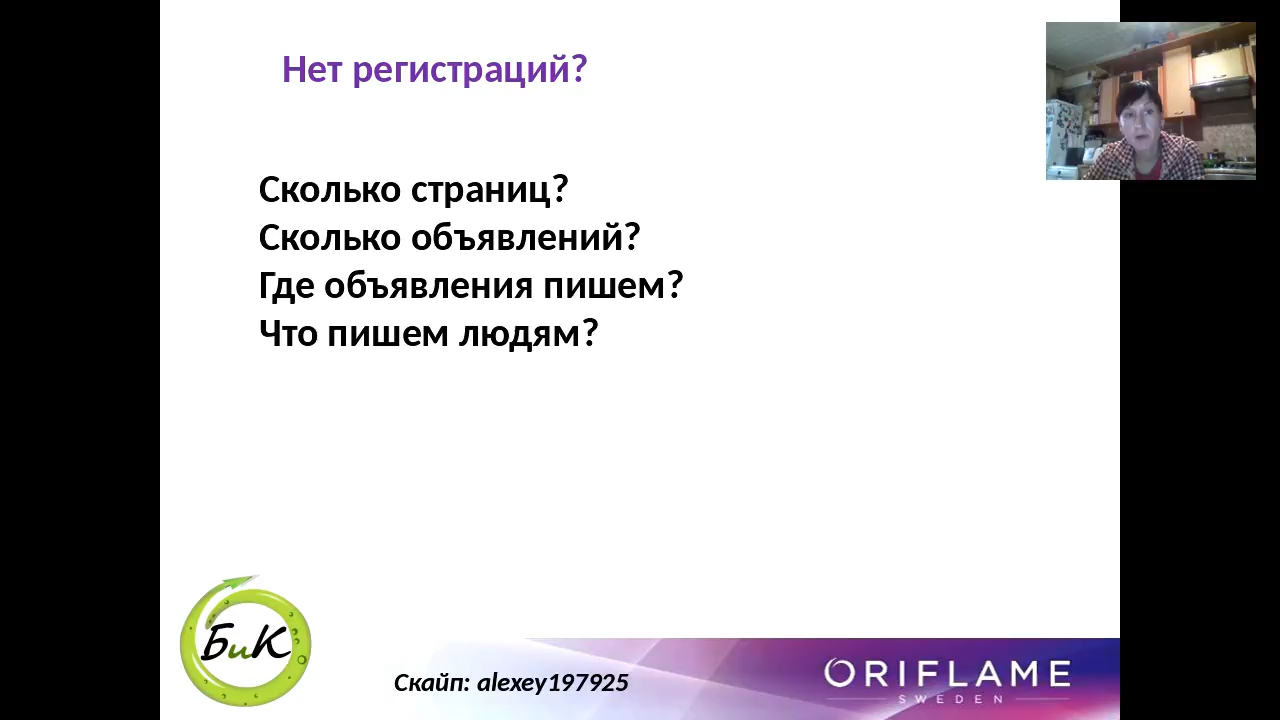 Нет регистраций?
Сколько страниц?
Сколько объявлений?
Где объявления пишем?
Что пишем людям?
БиК
Скайп: alexey197925
ORIFLAME
SWEDEN